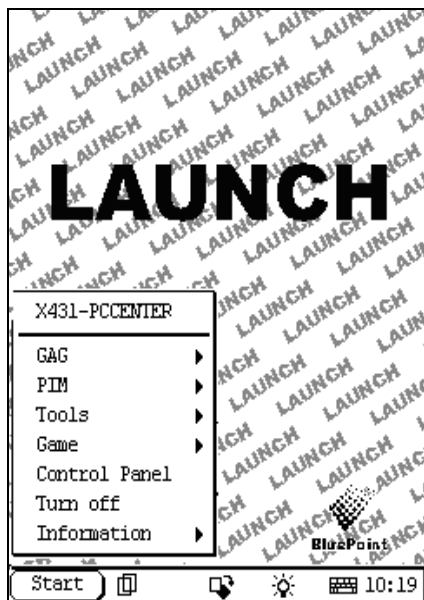 LAUNCH
X431-PCCENTER
GAG
PIM
Tools
Game
Control Panel
Turn off
Information
BluePoint
Start 10:19